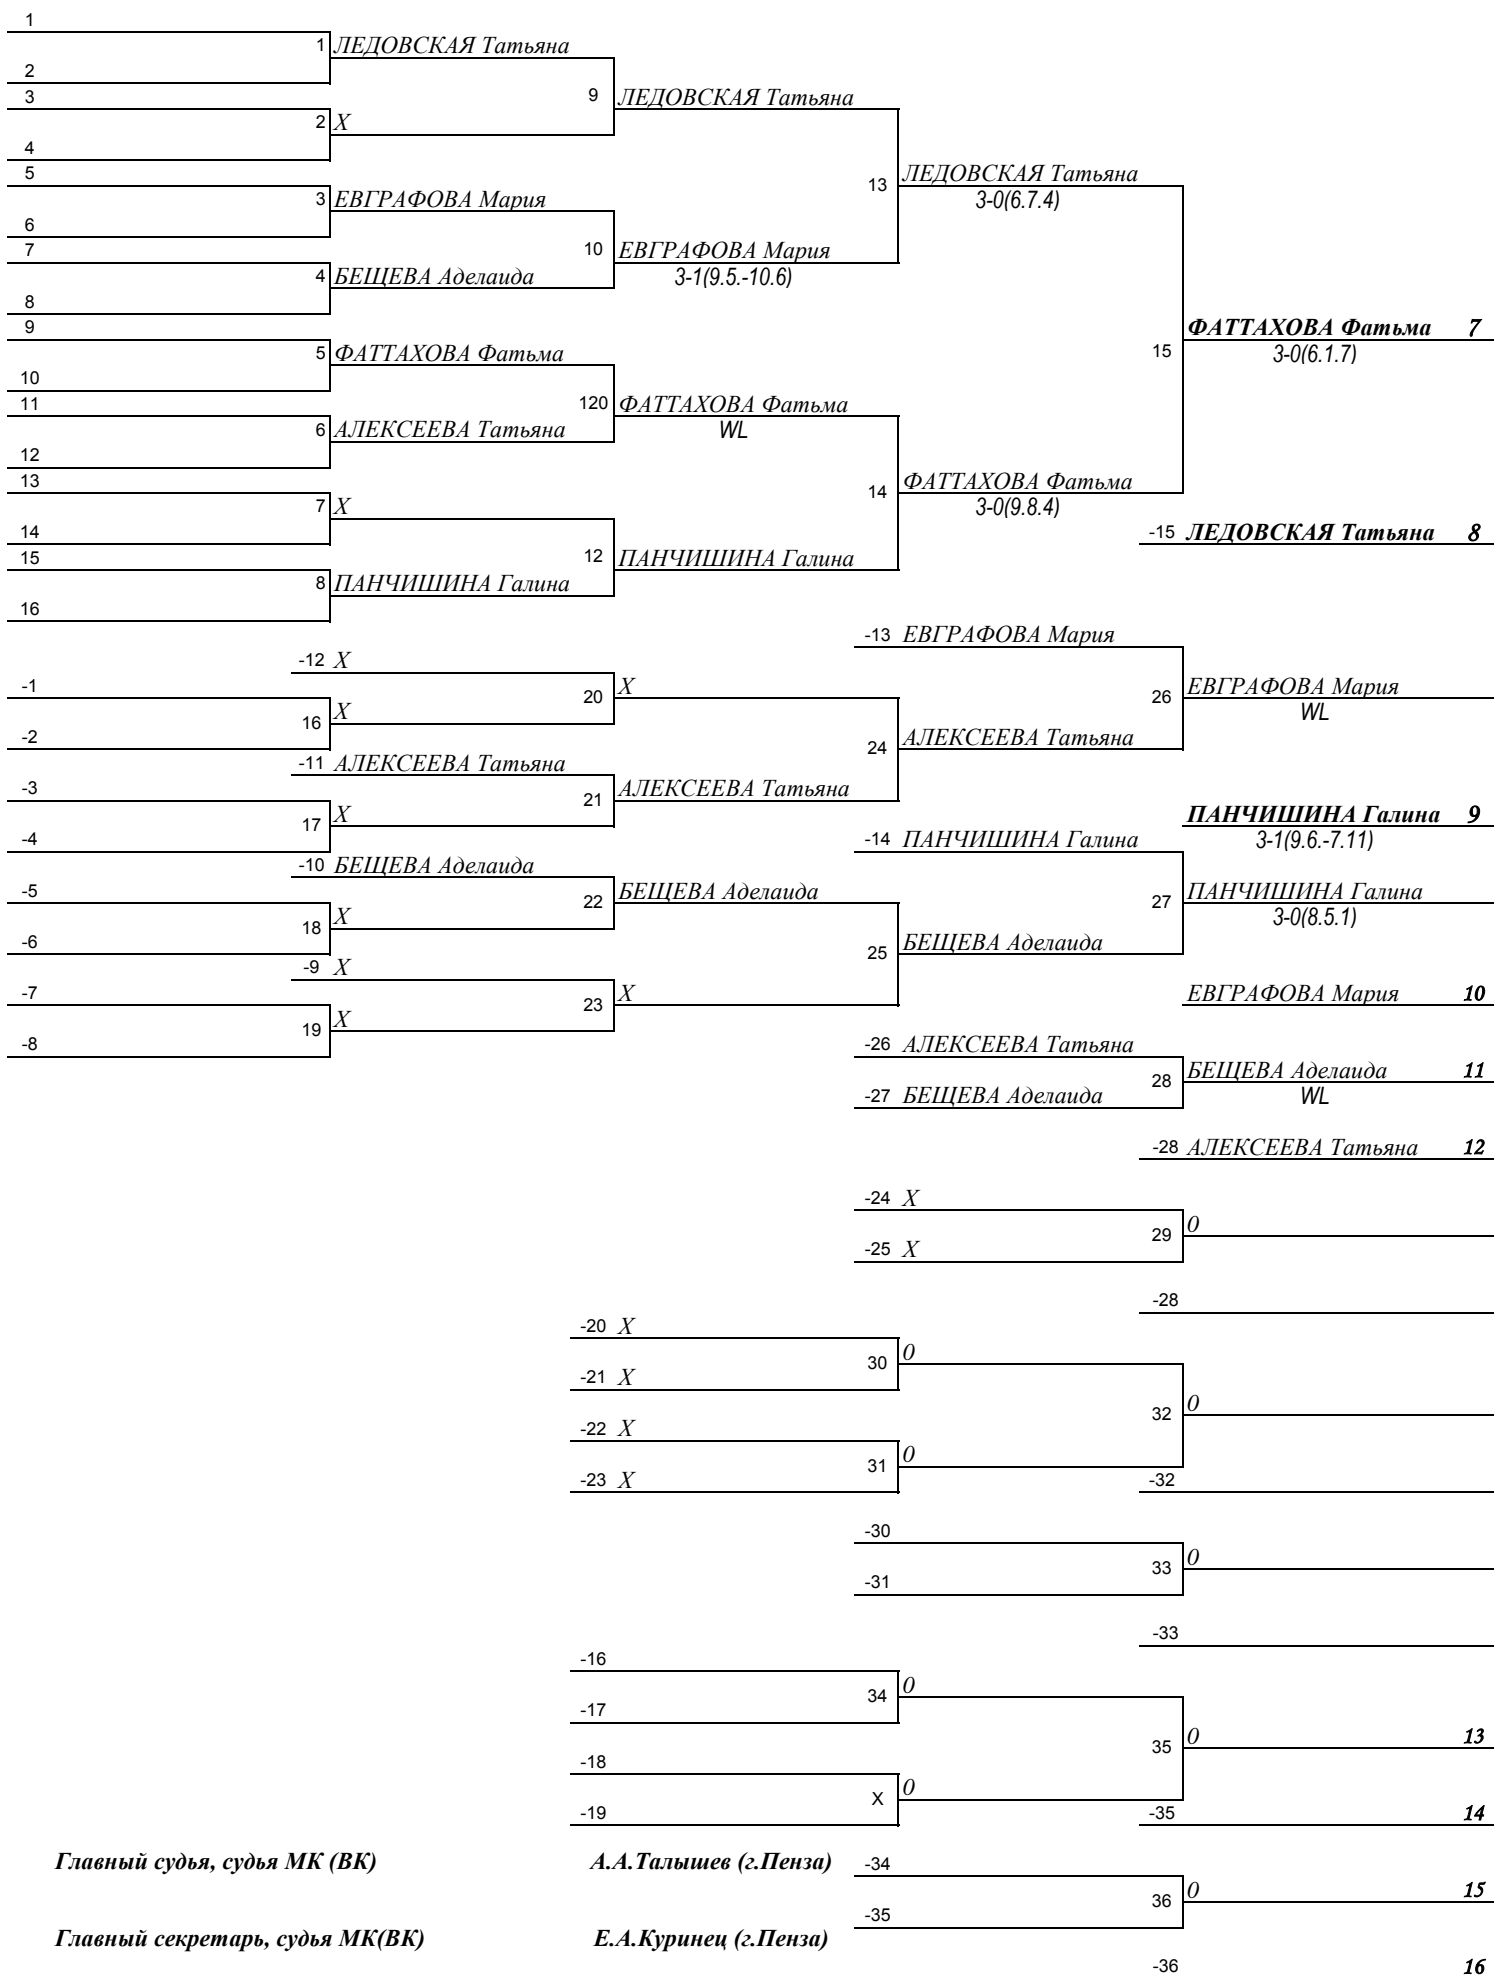 1
1 ЛЕДОВСКАЯ Татьяна
2
3
9 ЛЕДОВСКАЯ Татьяна
2 X
4
5
13 ЛЕДОВСКАЯ Татьяна
3-0(6.7.4)
3 ЕВГРАФОВА Мария
6
7
10 ЕВГРАФОВА Мария
3-1(9.5.-10.6)
4 БЕЩЕВА Аделаида
8
9
ФАТТАХОВА Фатьма 7
15
3-0(6.1.7)
5 ФАТТАХОВА Фатьма
10
11
120 ФАТТАХОВА Фатьма
WL
6 АЛЕКСЕЕВА Татьяна
12
13
14 ФАТТАХОВА Фатьма
3-0(9.8.4)
7 X
14
-15 ЛЕДОВСКАЯ Татьяна 8
15
12 ПАНЧИШИНА Галина
8 ПАНЧИШИНА Галина
16
-13 ЕВГРАФОВА Мария
-12 X
-1
20 X
26 ЕВГРАФОВА Мария
WL
16 X
-2
24 АЛЕКСЕЕВА Татьяна
-11 АЛЕКСЕЕВА Татьяна
-3
21 АЛЕКСЕЕВА Татьяна
17 X
ПАНЧИШИНА Галина 9
3-1(9.6.-7.11)
-4
-14 ПАНЧИШИНА Галина
-10 БЕЩЕВА Аделаида
-5
22 БЕЩЕВА Аделаида
27 ПАНЧИШИНА Галина
3-0(8.5.1)
18 X
-6
25 БЕЩЕВА Аделаида
-9 X
-7
23 X
ЕВГРАФОВА Мария 10
19 X
-8
-26 АЛЕКСЕЕВА Татьяна
28 БЕЩЕВА Аделаида 11
WL
-27 БЕЩЕВА Аделаида
-28 АЛЕКСЕЕВА Татьяна 12
-24 X
29 0
-25 X
-28
-20 X
30 0
-21 X
32 0
-22 X
31 0
-23 X
-32
-30
33 0
-31
-33
-16
34 0
-17
35 0 13
-18
X 0
-19
-35 14
Главный судья, судья МК (ВК) А.А.Талышев (г.Пенза)
-34
36 0 15
-35
Главный секретарь, судья МК(ВК) Е.А.Куринец (г.Пенза)
-36 16